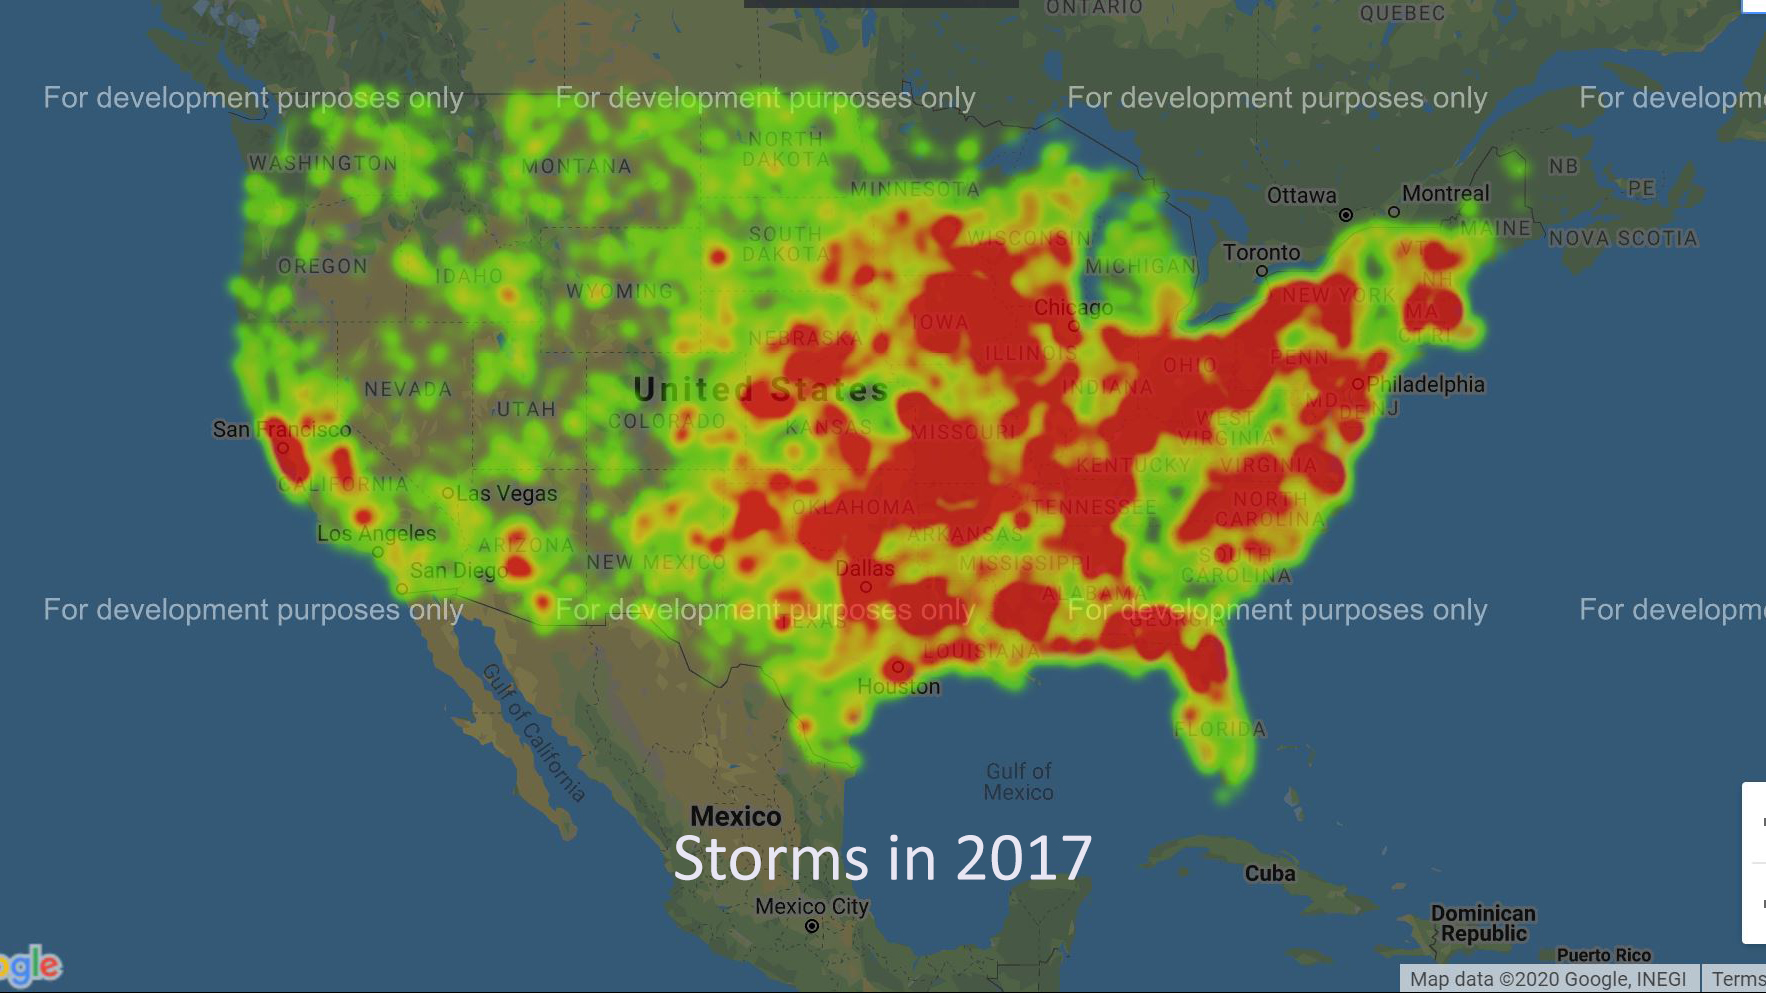 ONTARIO
QUEBEC
For development purposes only
For development purposes only
For development purposes only
For developm
WASHINGTON
MONTANA
NORTH
DAKOTA
MINNESOTA
NB
PE
Ottawa
Montreal
MAINE
NOVA SCOTIA
OREGON
IDAHO
WYOMING
SOUTH
DAKOTA
WISCONSIN
MICHIGAN
Toronto
VT
NH
NEW YORK
MA
CT RI
Chicago
IOWA
NEBRASKA
ILLINOIS
INDIANA
OHIO
PENN
Philadelphia
MD
DE
NJ
United States
NEVADA
UTAH
COLORADO
KANSAS
MISSOURI
WEST
VIRGINIA
San Francisco
CALIFORNIA
Las Vegas
KENTUCKY
VIRGINIA
OKLAHOMA
TENNESSEE
NORTH
CAROLINA
Los Angeles
ARIZONA
NEW MEXICO
ARKANSAS
MISSISSIPPI
SOUTH
CAROLINA
San Diego
Dallas
ALABAMA
For development purposes only
For development purposes only
For development purposes only
For developm
TEXAS
GEORGIA
LOUISIANA
Houston
FLORIDA
Gulf of California
Gulf of
Mexico
Mexico
Storms in 2017
Cuba
Mexico City
Dominican
Republic
Puerto Rico
ogle
Map data ©2020 Google, INEGI
Terms